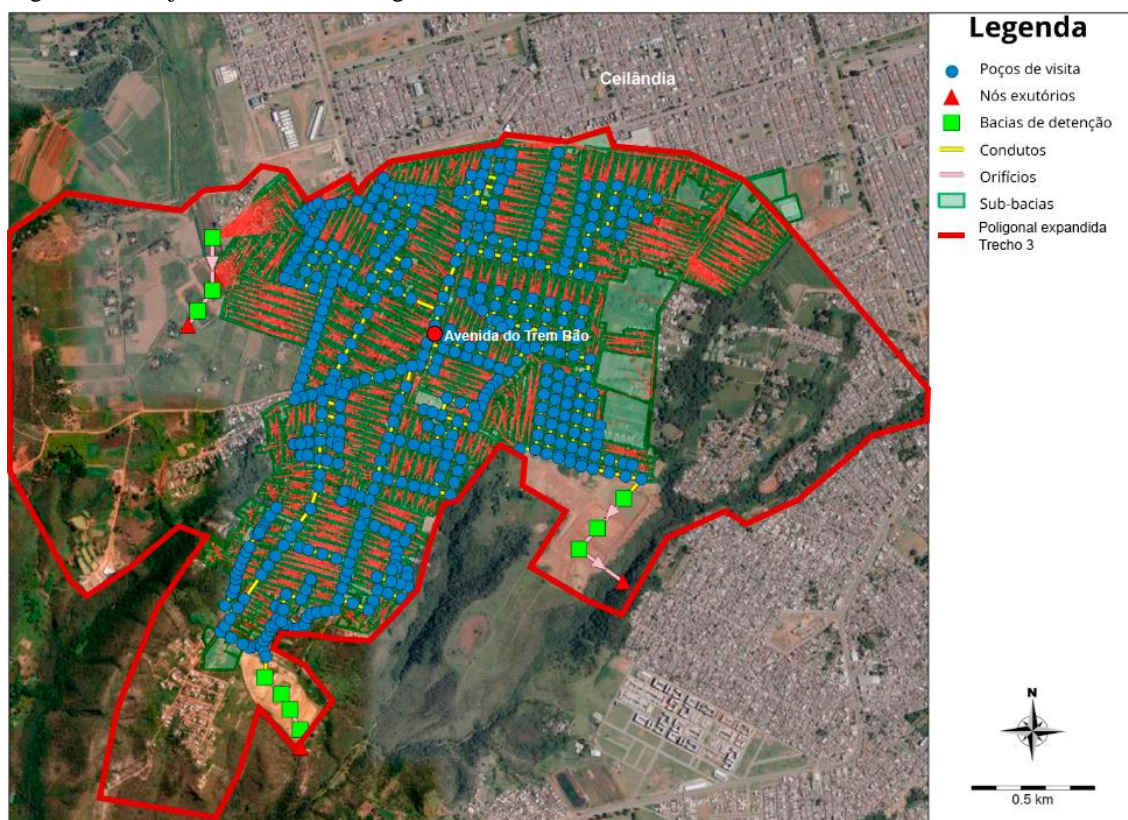 Legenda
Ceilândia
Poços de visita
Nós exutórios
Bacias de detenção
Condutos
Orifícios
Sub-bacias
Poligonal expandida
Trecho 3
Avenida do Trem Bão
N
0.5 km